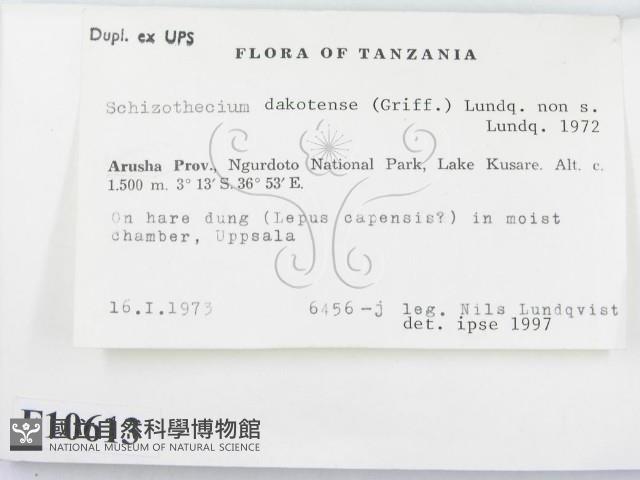 Dupl. ex UPS
FLORA OF TANZANIA
Schizothecium dakotense (Griff.) Lundq. non s.
Lundq. 1972
Arusha Prov., Ngurdoto National Park, Lake Kusare. Alt. c.
1.500 m. 3° 13′ S. 36° 53′ E.
On hare dung (Lepus capensis?) in moist
chamber, Uppsala
16.I.1973 6456-j leg. Nils Lundqvist
det. ipse 1997
F10613
國立自然科學博物館
NATIONAL MUSEUM OF NATURAL SCIENCE